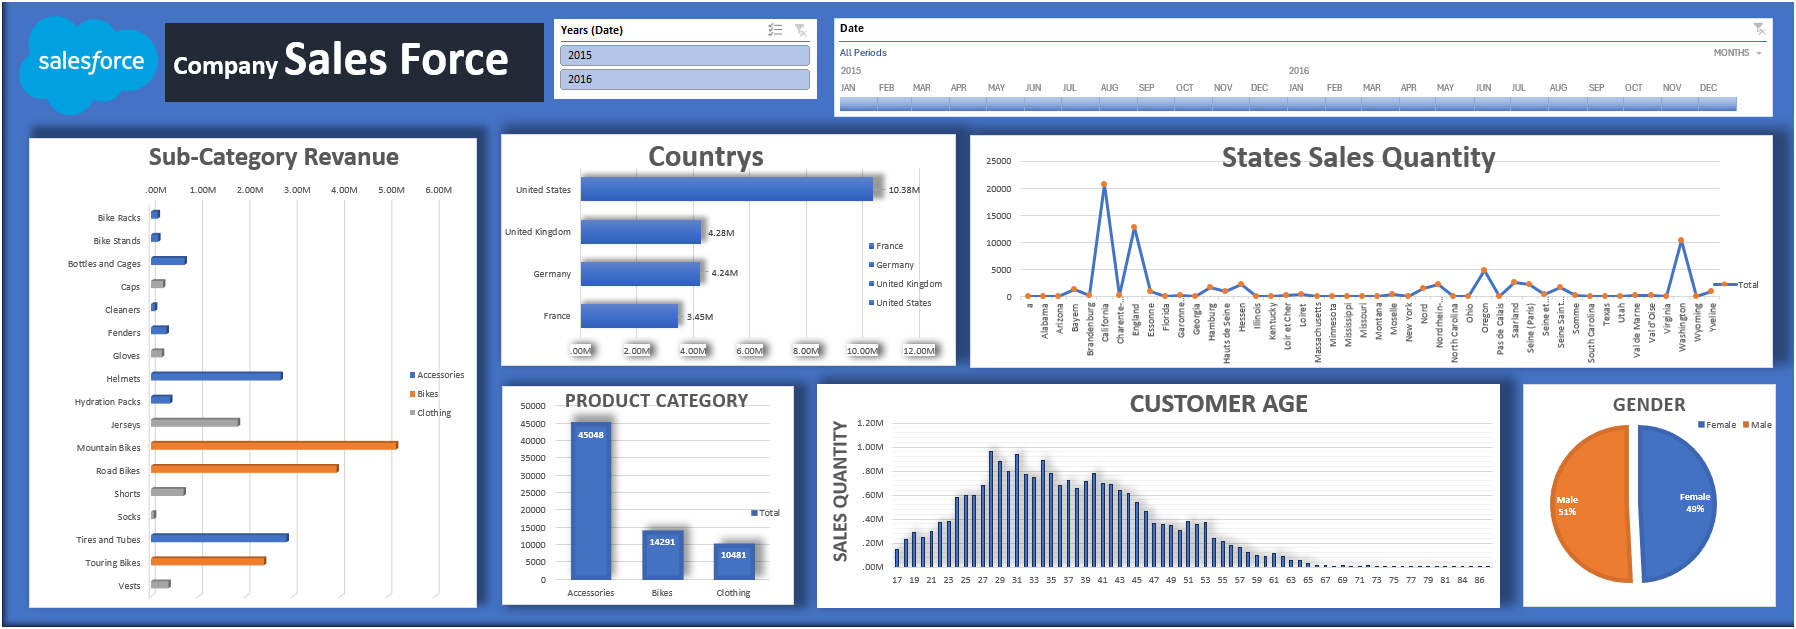 salesforce
Company Sales Force
Years (Date)
2015
2016
Date
All Periods
MONTHS
2015 2016
JAN FEB MAR APR MAY JUN JUL AUG SEP OCT NOV DEC JAN FEB MAR APR MAY JUN JUL AUG SEP OCT NOV DEC
Sub-Category Revanue
.00M 1.00M 2.00M 3.00M 4.00M 5.00M 6.00M
Bike Racks
Bike Stands
Bottles and Cages
Caps
Cleaners
Fenders
Gloves
Helmets
Hydration Packs
Jerseys
Mountain Bikes
Road Bikes
Shorts
Socks
Tires and Tubes
Touring Bikes
Vests
Accessories
Bikes
Clothing
Countrys
United States 10.38M
United Kingdom 4.28M
Germany 4.24M
France 3.45M
.00M 2.00M 4.00M 6.00M 8.00M 10.00M 12.00M
France
Germany
United Kingdom
United States
States Sales Quantity
25000
20000
15000
10000
5000
0
a
Alabama
Arizona
Bayern
Brandenburg
California
Charente-...
England
Essonne
Florida
Garonne...
Georgia
Hamburg
Hauts de Seine
Hessen
Illinois
Kentucky
Loir et Cher
Loiret
Massachusetts
Minnesota
Mississippi
Missouri
Montana
Moselle
New York
Nord
Nordrhein-...
North Carolina
Ohio
Oregon
Pas de Calais
Saarland
Seine (Paris)
Seine et...
Seine Saint...
Somme
South Carolina
Texas
Utah
Val de Marne
Val d'Oise
Virginia
Washington
Wyoming
Yveline
Total
PRODUCT CATEGORY
50000
45000
40000
35000
30000
25000
20000
15000
10000
5000
0
45048
14291
10481
Accessories Bikes Clothing
Total
CUSTOMER AGE
SALES QUANTITY
1.20M
1.00M
.80M
.60M
.40M
.20M
.00M
17 19 21 23 25 27 29 31 33 35 37 39 41 43 45 47 49 51 53 55 57 59 61 63 65 67 69 71 73 75 77 79 81 84 86
GENDER
Female Male
Male
51%
Female
49%